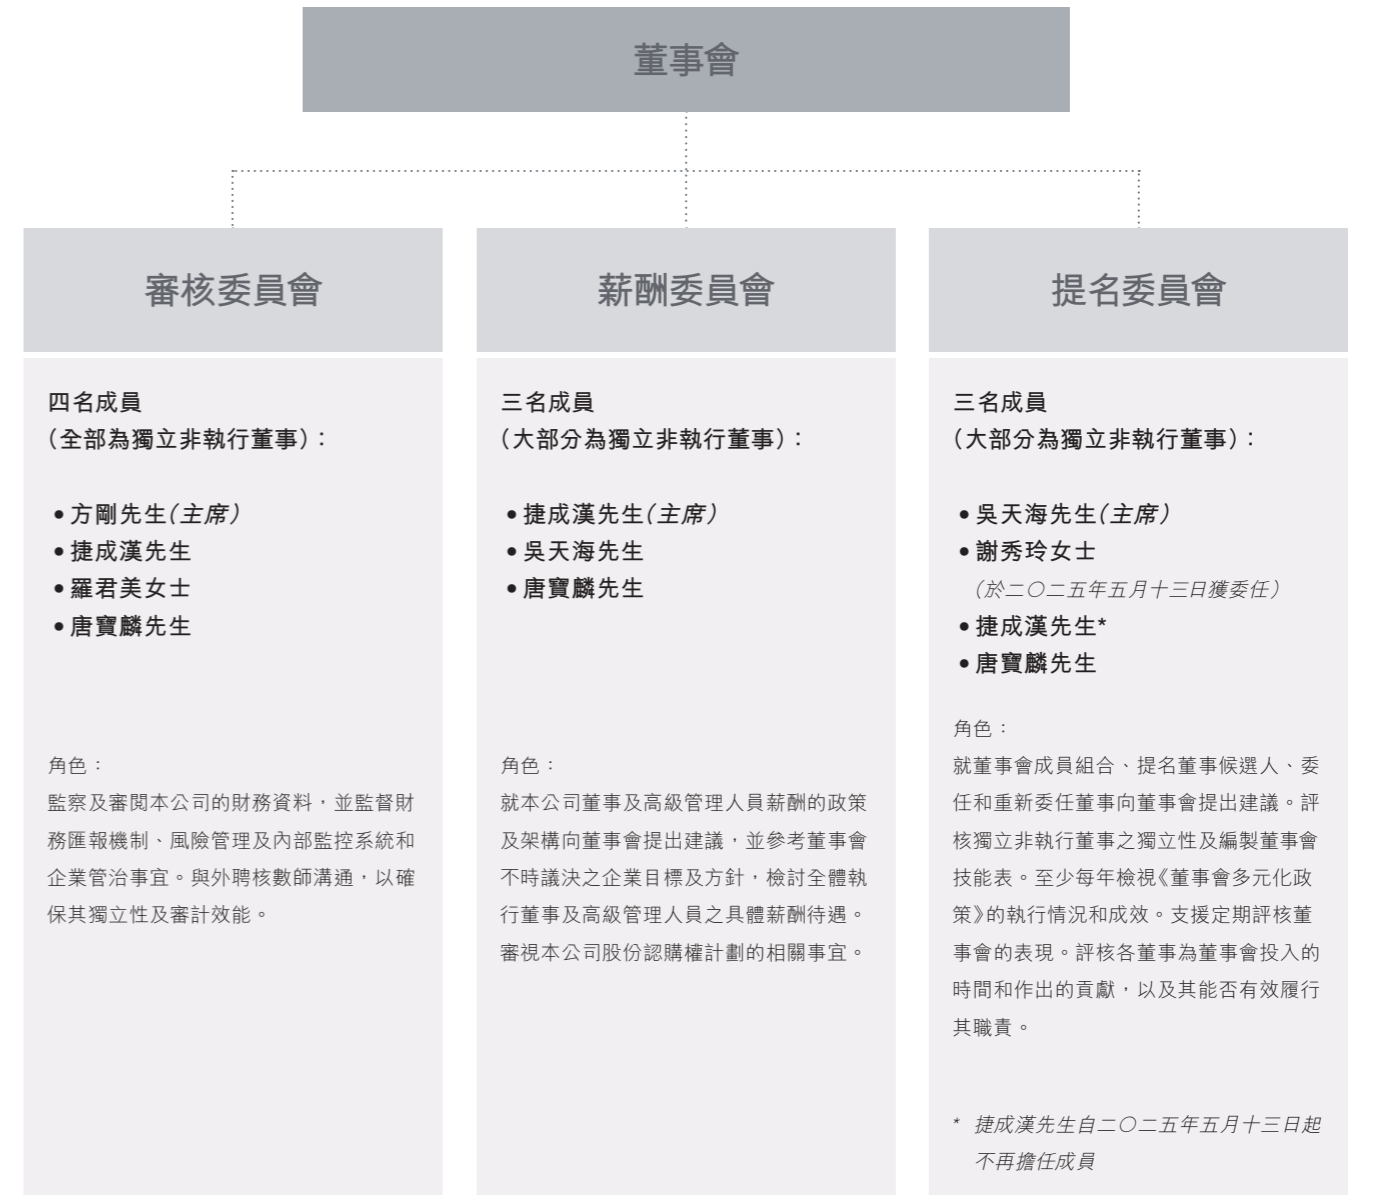 董事會
審核委員會
四名成員
（全部為獨立非執行董事）：
• 方剛先生（主席）
• 捷成漢先生
• 羅君美女士
• 唐寶麟先生
角色：
監察及審閱本公司的財務資料，並監督財
務匯報機制、風險管理及內部監控系統和
企業管治事宜。與外聘核數師溝通，以確
保其獨立性及審計效能。
薪酬委員會
三名成員
（大部分為獨立非執行董事）：
• 捷成漢先生（主席）
• 吳天海先生
• 唐寶麟先生
角色：
就本公司董事及高級管理人員薪酬的政策
及架構向董事會提出建議，並參考董事會
不時議決之企業目標及方針，檢討全體執
行董事及高級管理人員之具體薪酬待遇。
審視本公司股份認購權計劃的相關事宜。
提名委員會
三名成員
（大部分為獨立非執行董事）：
• 吳天海先生（主席）
• 謝秀玲女士
（於二〇二五年五月十三日獲委任）
• 捷成漢先生*
• 唐寶麟先生
角色：
就董事會成員組合、提名董事候選人、委
任和重新委任董事向董事會提出建議。評
核獨立非執行董事之獨立性及編製董事會
技能表。至少每年檢視《董事會多元化政
策》的執行情況和成效。支援定期評核董
事會的表現。評核各董事為董事會投入的
時間和作出的貢獻，以及其能否有效履行
其職責。
* 捷成漢先生自二〇二五年五月十三日起
不再擔任成員